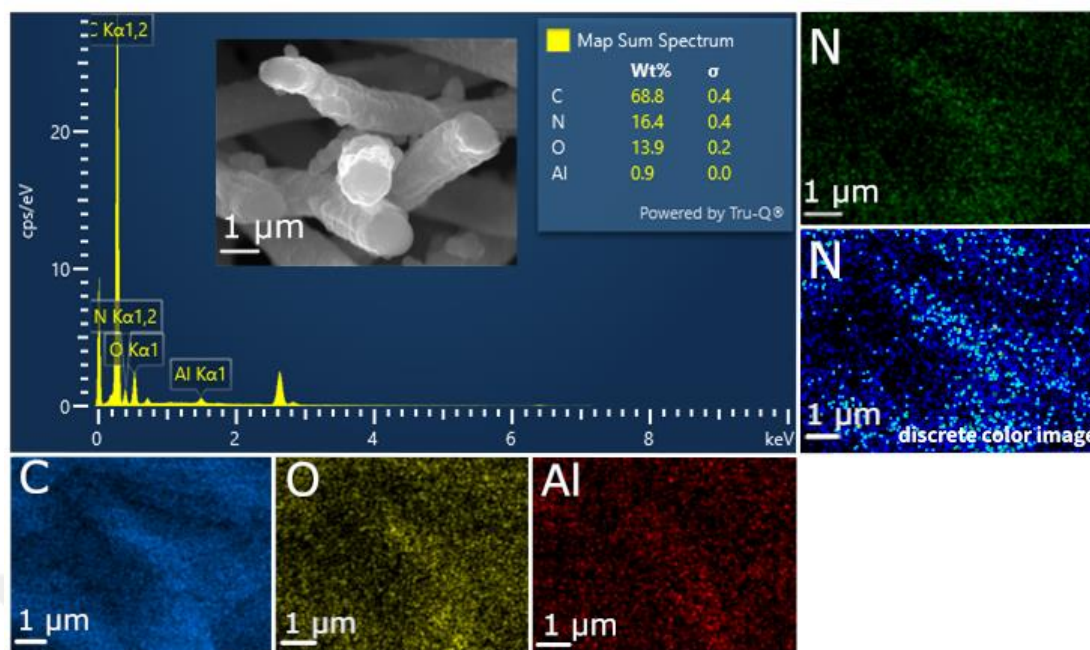 C Kα1,2
20
cps/eV
10
N Kα1,2
O Kα1
Al Kα1
0
0 2 4 6 8 keV
1 μm
Map Sum Spectrum
Wt% σ
C 68.8 0.4
N 16.4 0.4
O 13.9 0.2
Al 0.9 0.0
Powered by Tru-Q®
N
1 μm
N
1 μm
discrete color image
C
1 μm
O
1 μm
Al
1 μm